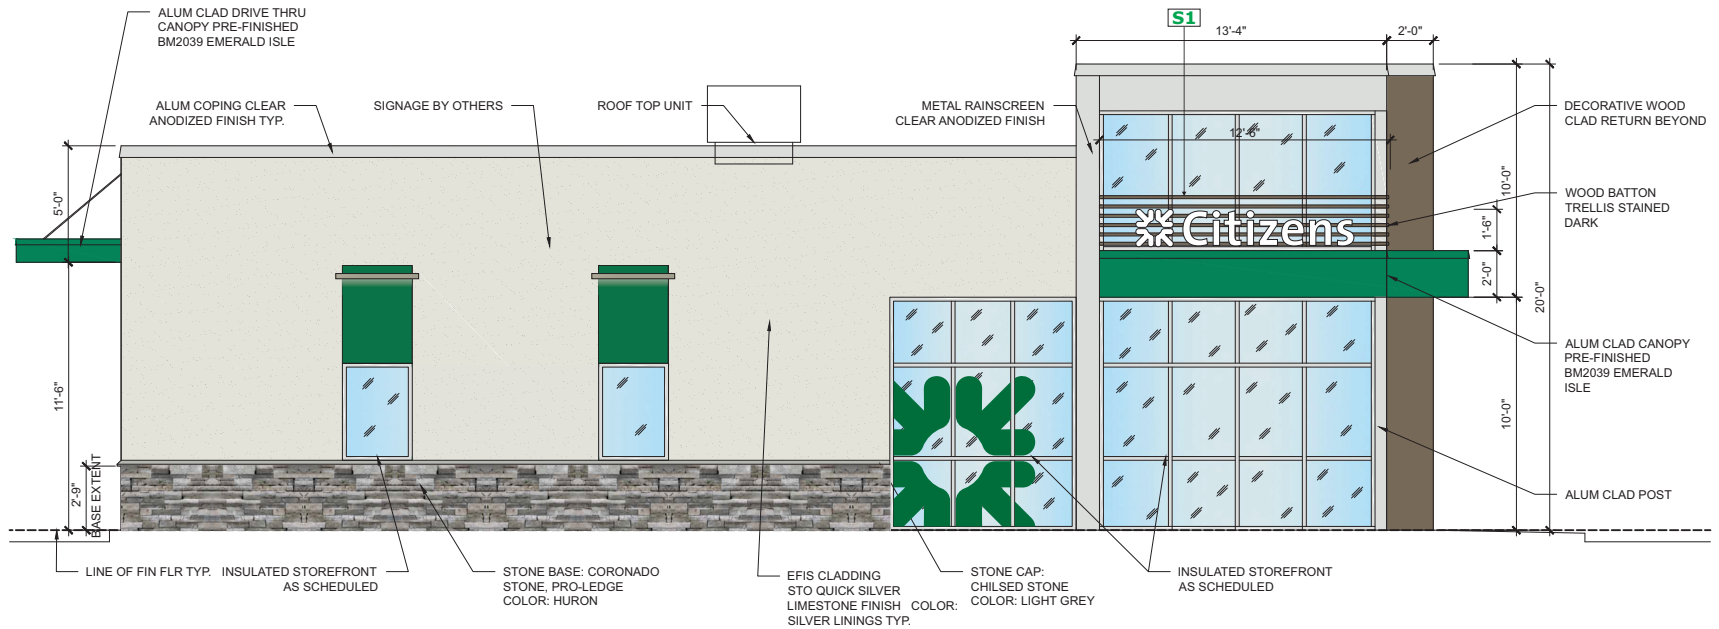 ALUM CLAD DRIVE THRU
CANOPY PRE-FINISHED
BM2039 EMERALD ISLE
S1
13'-4"
2'-0"
ALUM COPING CLEAR
ANODIZED FINISH TYP.
SIGNAGE BY OTHERS
ROOF TOP UNIT
METAL RAINSCREEN
CLEAR ANODIZED FINISH
12'-6"
DECORATIVE WOOD
CLAD RETURN BEYOND
5'-0"
10'-0"
WOOD BATTON
TRELLIS STAINED
DARK
Citizens
1'-6"
2'-0"
20'-0"
ALUM CLAD CANOPY
PRE-FINISHED
BM2039 EMERALD
ISLE
11'-6"
10'-0"
2'-9"
BASE EXTENT
ALUM CLAD POST
LINE OF FIN FLR TYP.
INSULATED STOREFRONT
AS SCHEDULED
STONE BASE: CORONADO
STONE, PRO-LEDGE
COLOR: HURON
EFIS CLADDING
STO QUICK SILVER
LIMESTONE FINISH COLOR:
SILVER LININGS TYP.
STONE CAP:
CHILSED STONE
COLOR: LIGHT GREY
INSULATED STOREFRONT
AS SCHEDULED